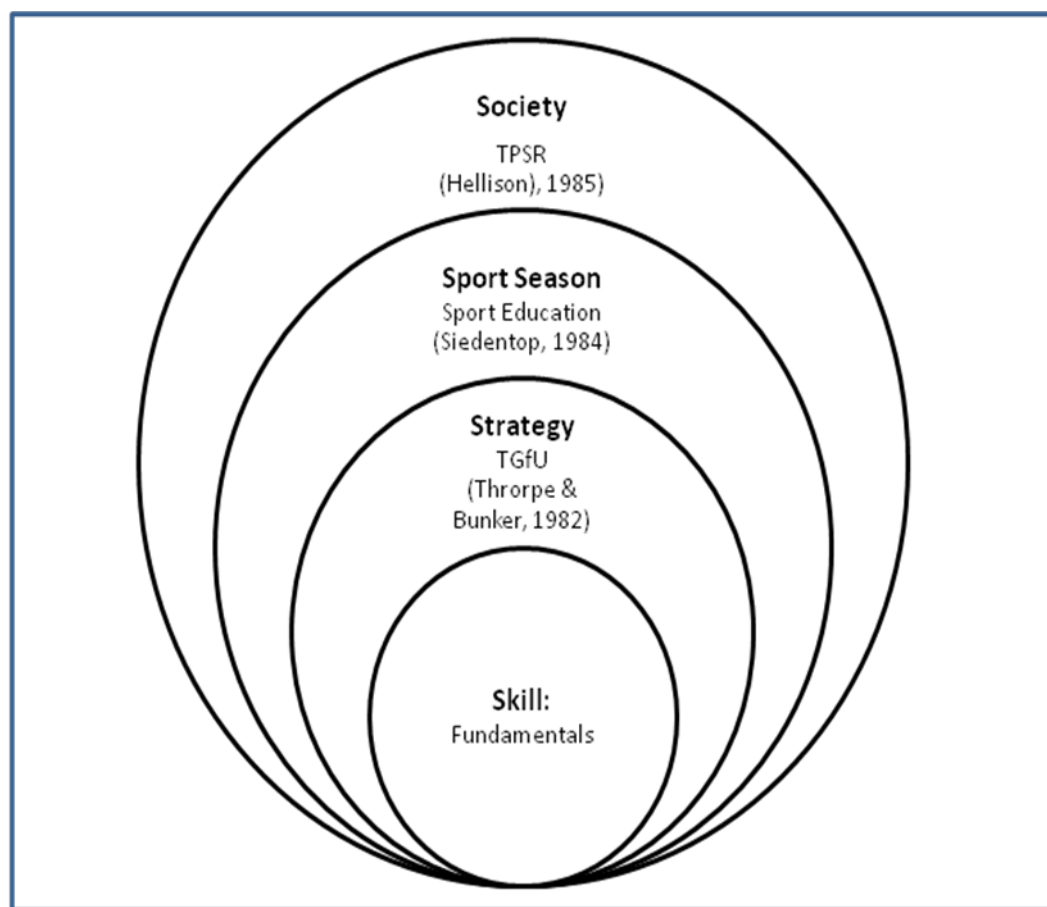 Society
TPSR
(Hellison), 1985)
Sport Season
Sport Education
(Siedentop, 1984)
Strategy
TGfU
(Throrpe &
Bunker, 1982)
Skill:
Fundamentals